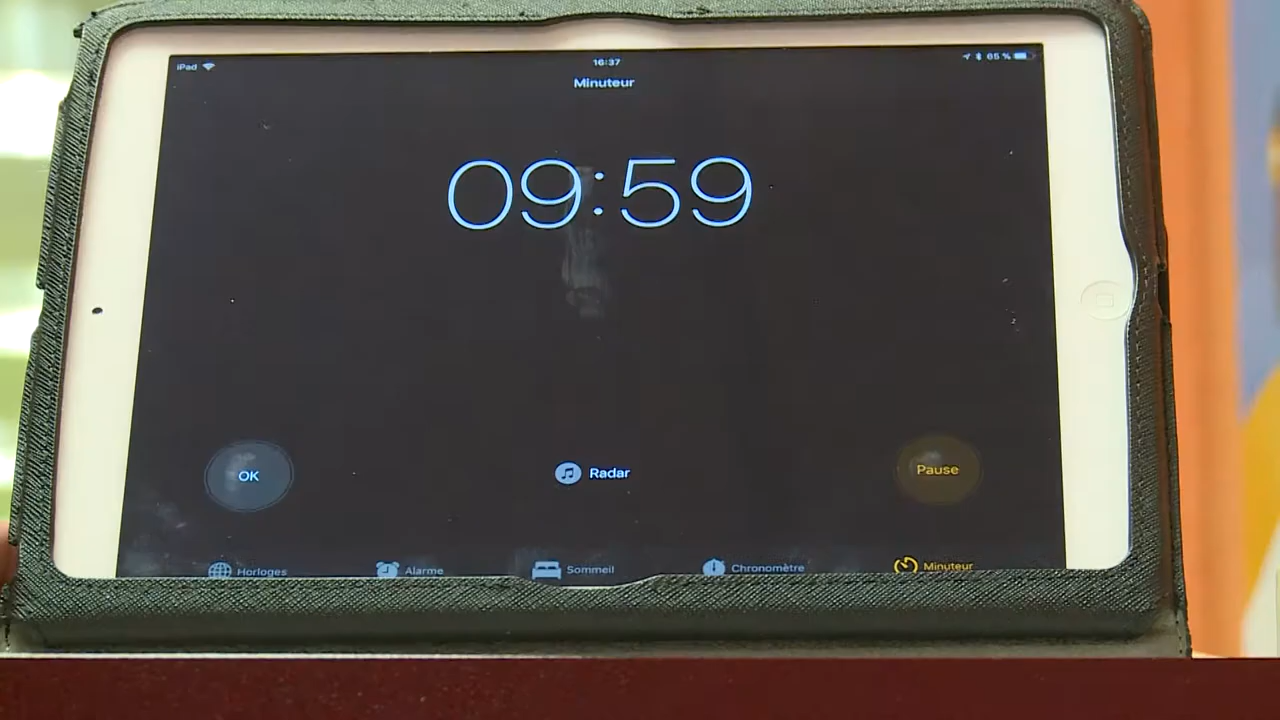 iPad 16:37 65 %
Minuteur
09:59
OK Radar Pause
Horloges Alarme Sommeil Chronomètre Minuteur